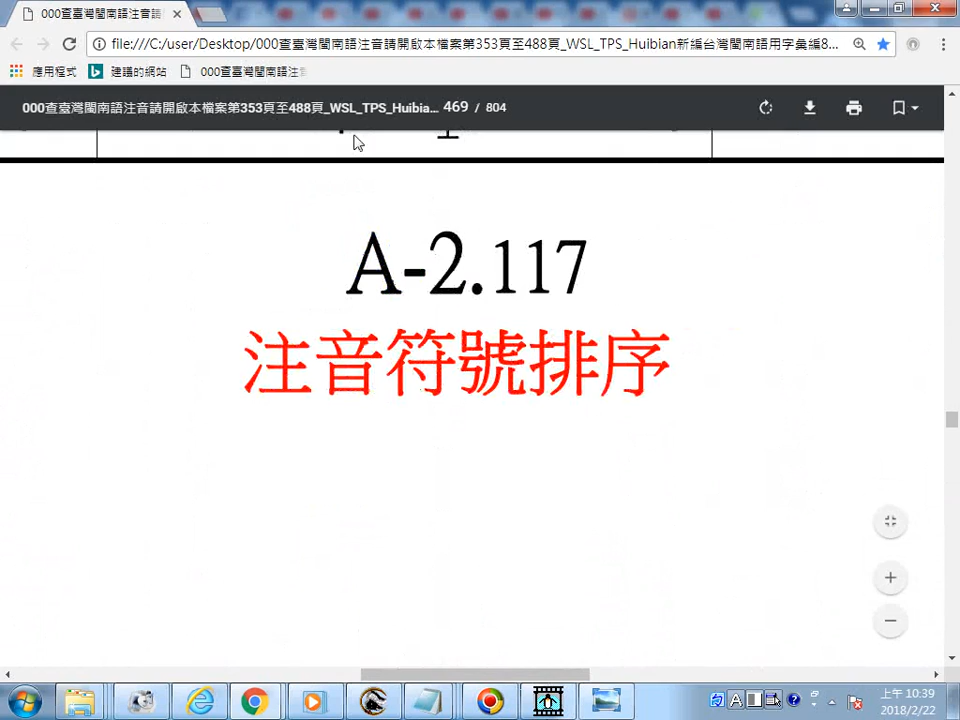 000查臺灣閩南語注音請
file:///C:/user/Desktop/000查臺灣閩南語注音請開啟本檔案第353頁至488頁_WSL_TPS_Huibian新編台灣閩南語用字彙編8...
應用程式
建議的網站
000查臺灣閩南語注
000查臺灣閩南語注音請開啟本檔案第353頁至488頁_WSL_TPS_Huibia... 469 / 804
A-2.117
注音符號排序
上午 10:39
2018/2/22